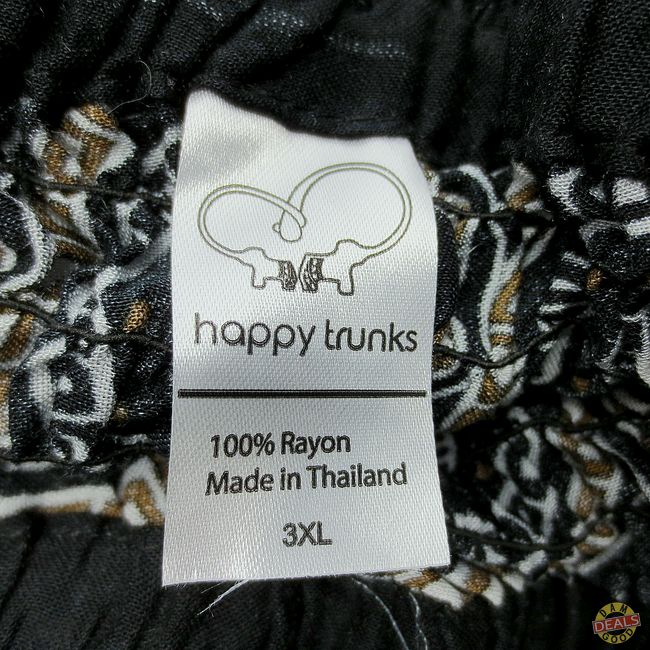 happy trunks
100% Rayon
Made in Thailand
3XL
DAM
DEALS
GOOD